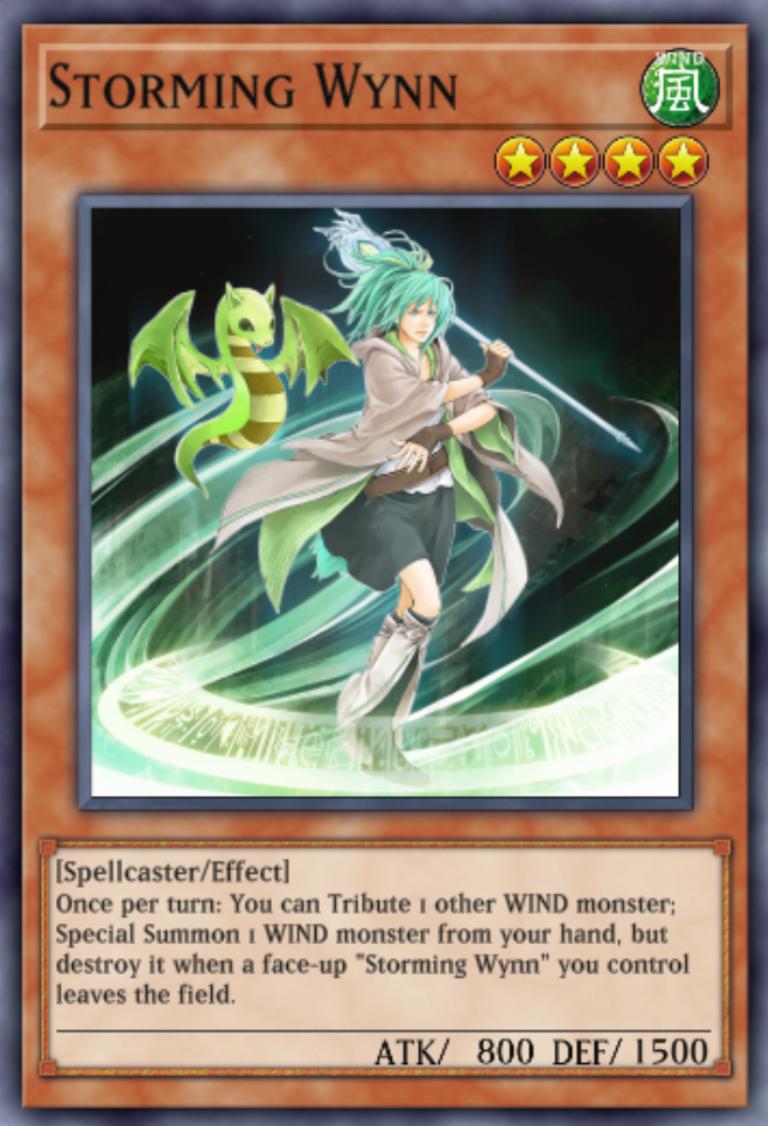 Storming Wynn
WIND
風
[Spellcaster/Effect]
Once per turn: You can Tribute 1 other WIND monster;
Special Summon 1 WIND monster from your hand, but
destroy it when a face-up "Storming Wynn" you control
leaves the field.
ATK/ 800 DEF/ 1500